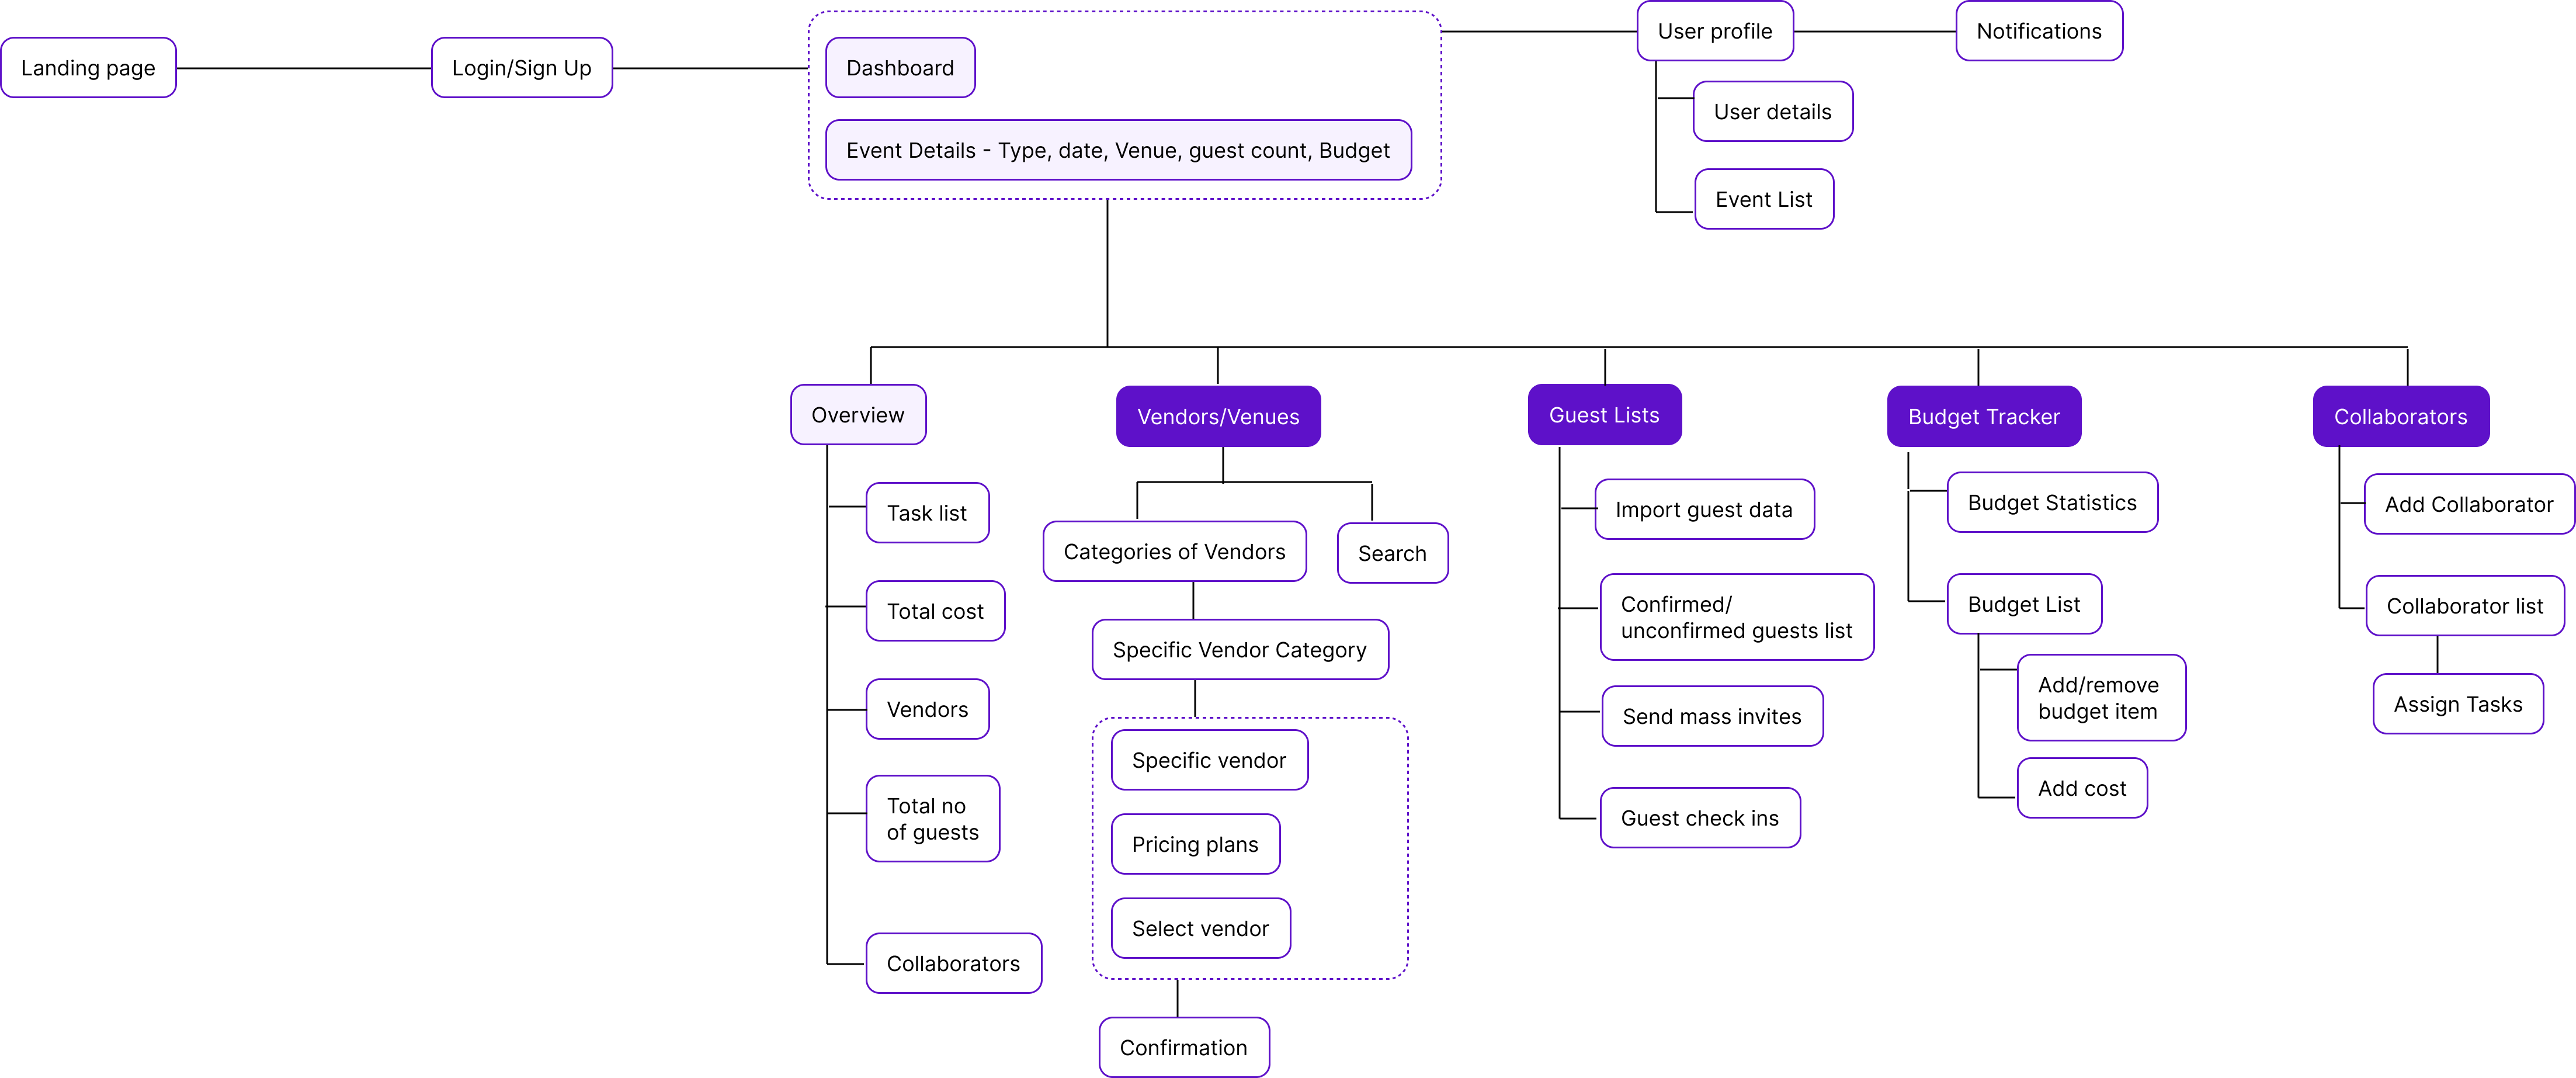 Landing page
Login/Sign Up
Dashboard
Event Details - Type, date, Venue, guest count, Budget
User profile
Notifications
User details
Event List
Overview
Task list
Total cost
Vendors
Total no
of guests
Collaborators
Vendors/Venues
Categories of Vendors
Search
Specific Vendor Category
Specific vendor
Pricing plans
Select vendor
Confirmation
Guest Lists
Import guest data
Confirmed/
unconfirmed guests list
Send mass invites
Guest check ins
Budget Tracker
Budget Statistics
Budget List
Add/remove
budget item
Add cost
Collaborators
Add Collaborator
Collaborator list
Assign Tasks